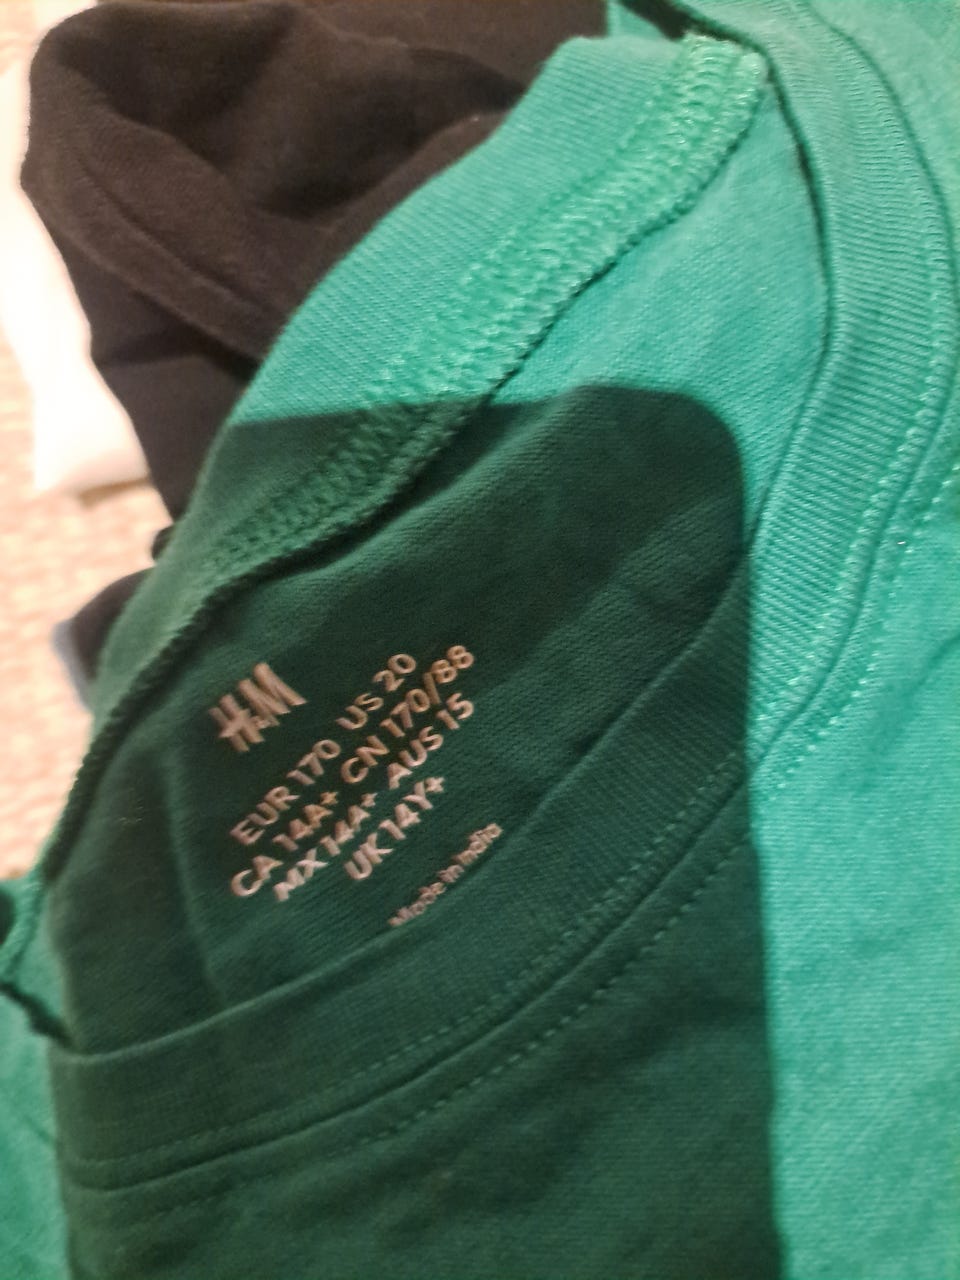 H&M
EUR 170 US 20
CA 14A+ CN 170/88
MX 14A+ AUS 15
UK 14Y+
Made in India